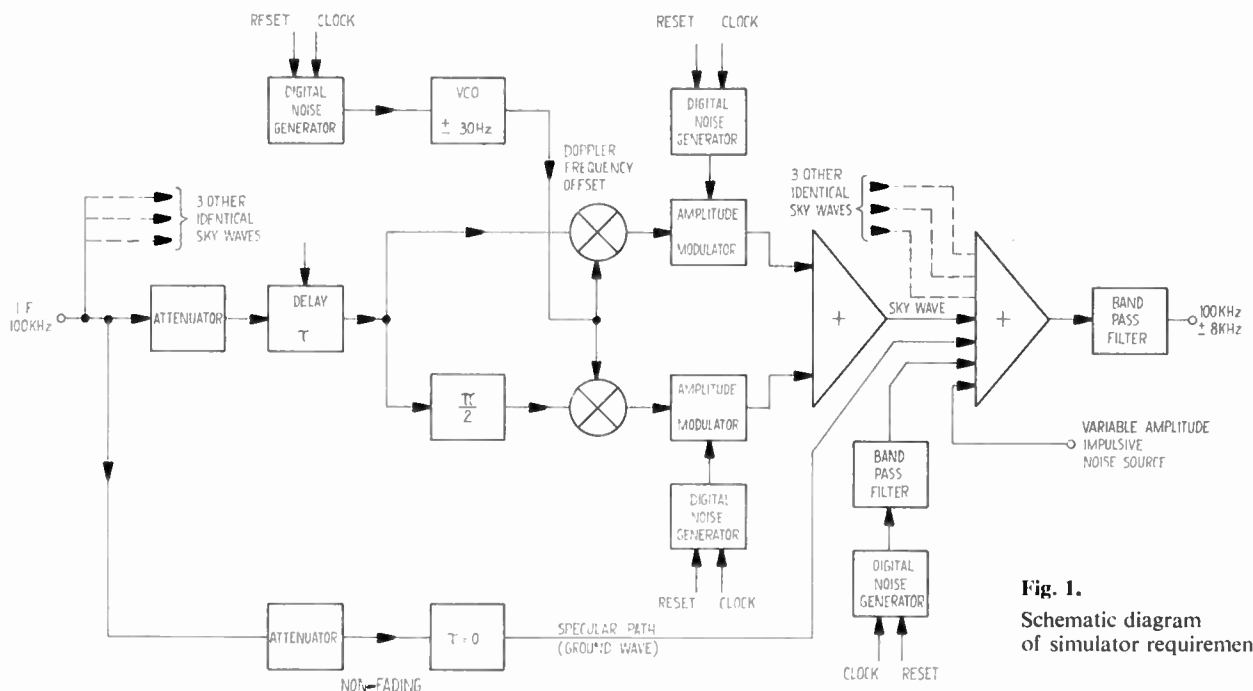 RESET CLOCK
DIGITAL
NOISE
GENERATOR
VCO
± 30Hz
DOPPLER
FREQUENCY
OFFSET
RESET CLOCK
DIGITAL
NOISE
GENERATOR
3 OTHER
IDENTICAL
SKY WAVES
3 OTHER
IDENTICAL
SKY WAVES
I F
100KHz
ATTENUATOR
DELAY
τ
AMPLITUDE
MODULATOR
+
SKY WAVE
+
BAND
PASS
FILTER
100KHz
± 8KHz
π
2
AMPLITUDE
MODULATOR
DIGITAL
NOISE
GENERATOR
RESET CLOCK
BAND
PASS
FILTER
VARIABLE AMPLITUDE
IMPULSIVE
NOISE SOURCE
DIGITAL
NOISE
GENERATOR
CLOCK RESET
ATTENUATOR
τ = 0
NON-FADING
SPECULAR PATH
(GROUND WAVE)
Fig. 1.
Schematic diagram
of simulator requiremen